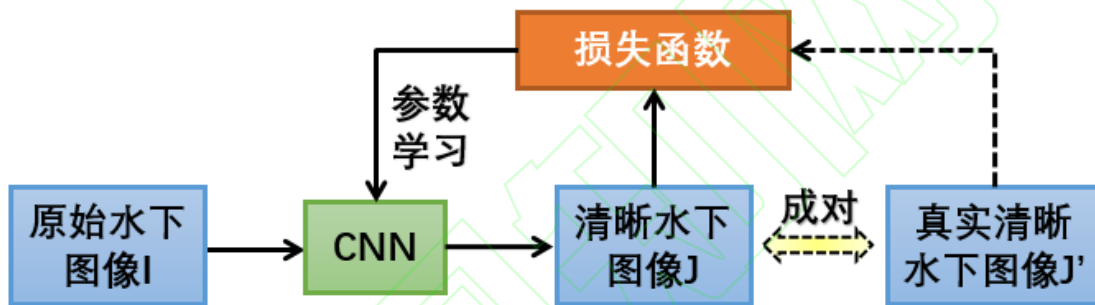 损失函数
参数
学习
原始水下
图像I
CNN
清晰水下
图像J
成对
真实清晰
水下图像J’